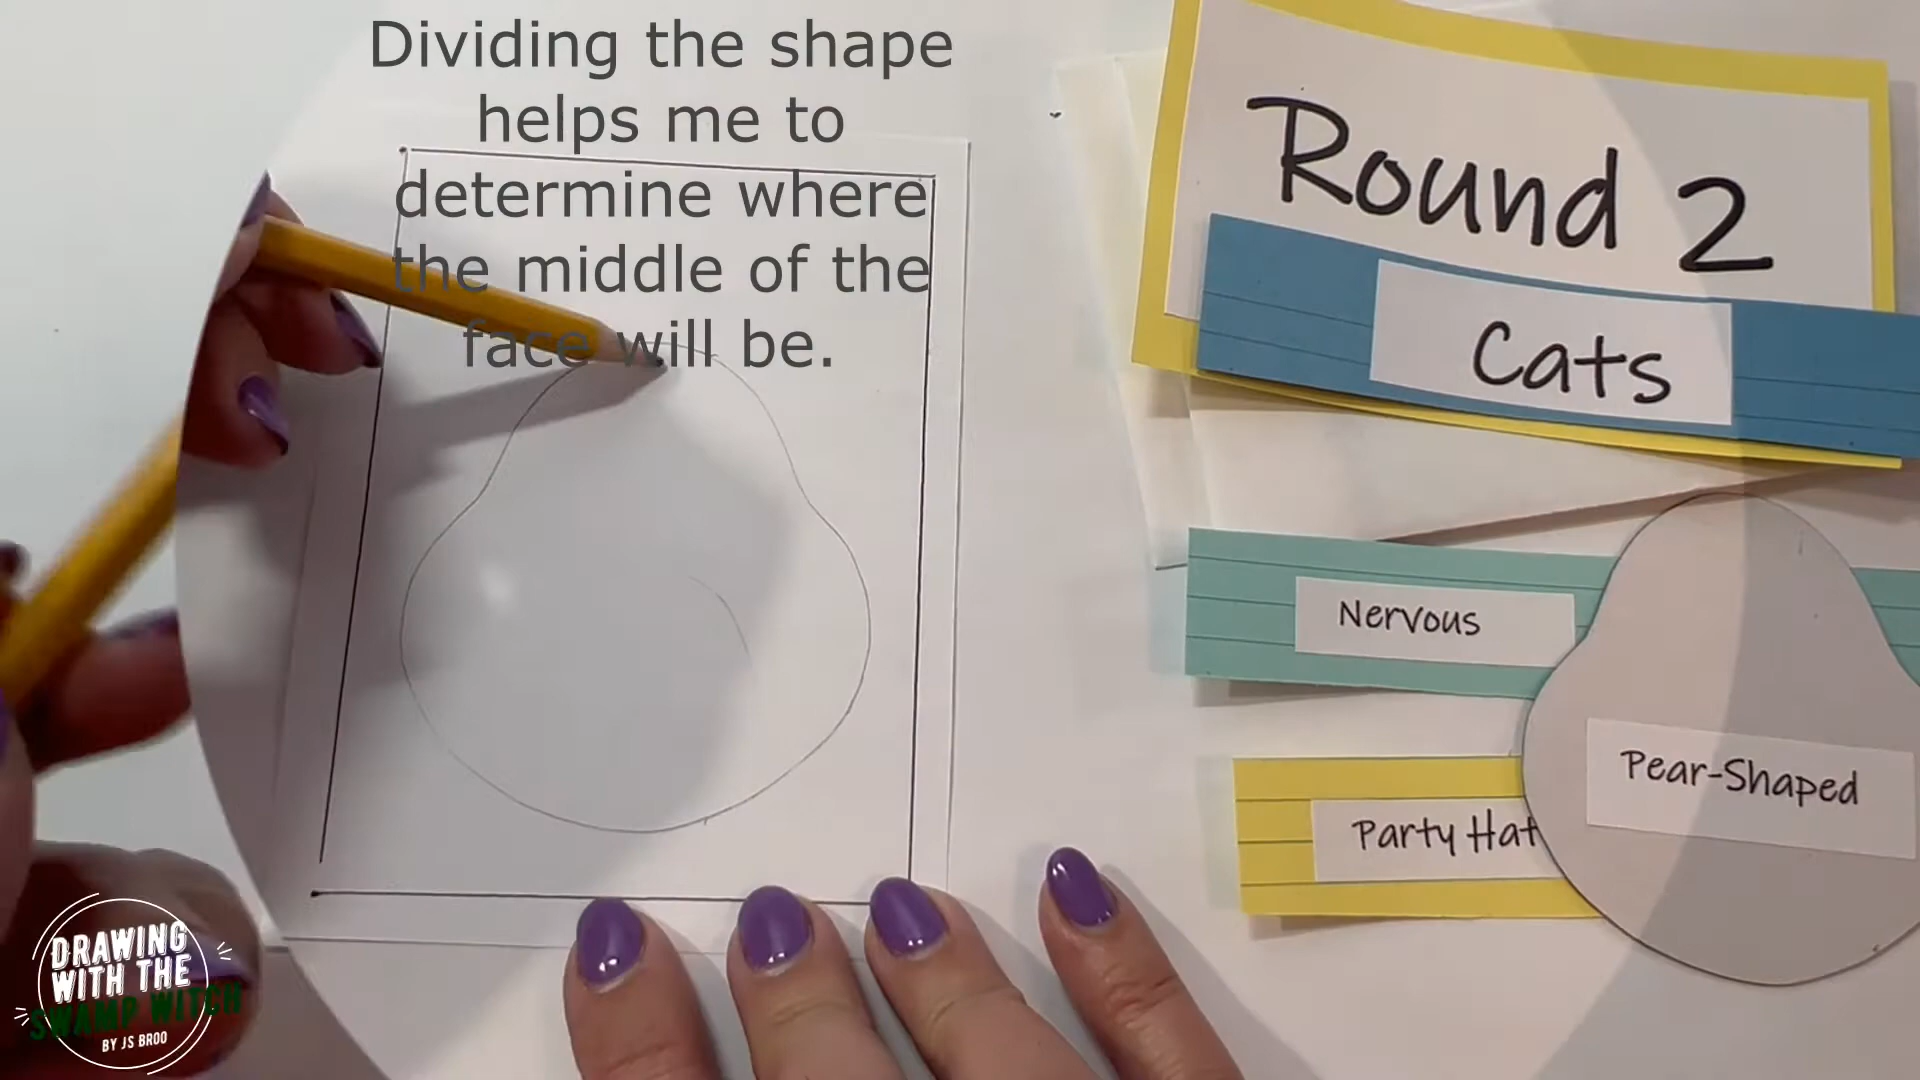 Dividing the shape
helps me to
determine where
the middle of the
face will be.
Round 2
Cats
Nervous
Pear-Shaped
Party Hat
DRAWING
WITH THE
SWAMP WITCH
BY JS BROO